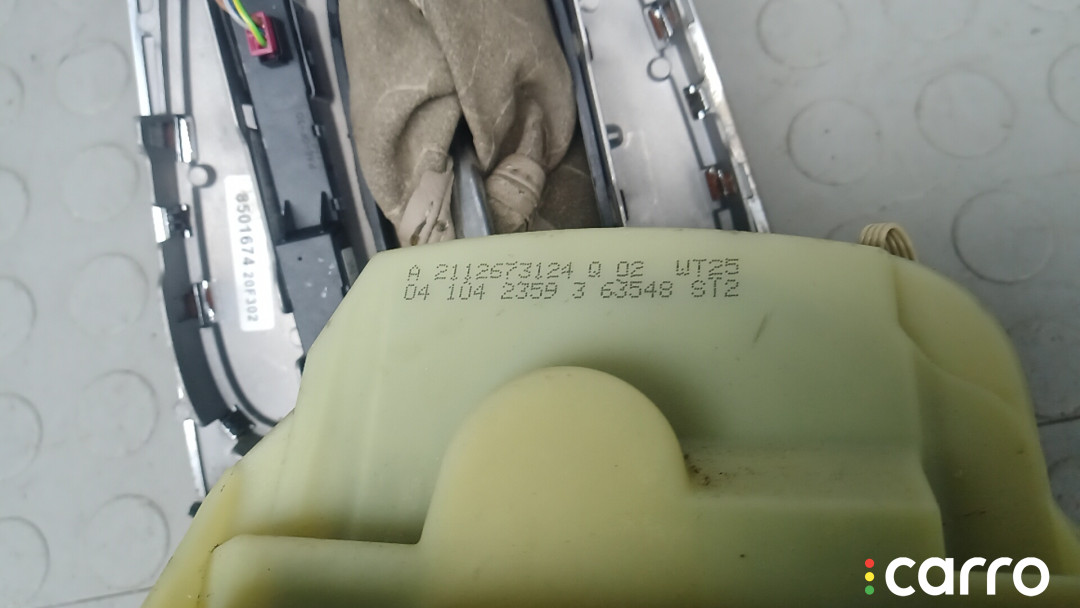 A 2112673124 Q 02 WT25
04 104 2359 3 63548 ST2
8501674 20F302
carro